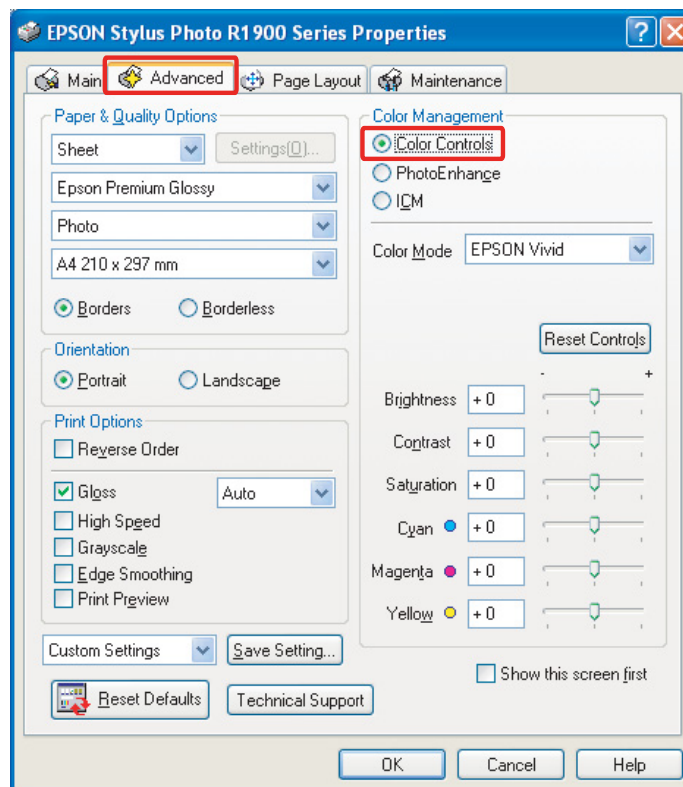 EPSON Stylus Photo R1900 Series Properties
Main
Advanced
Page Layout
Maintenance
Paper & Quality Options
Sheet
Settings(O)...
Epson Premium Glossy
Photo
A4 210 x 297 mm
Borders
Borderless
Orientation
Portrait
Landscape
Print Options
Reverse Order
Gloss
Auto
High Speed
Grayscale
Edge Smoothing
Print Preview
Custom Settings
Save Setting...
Reset Defaults
Technical Support
Color Management
Color Controls
PhotoEnhance
ICM
Color Mode
EPSON Vivid
Reset Controls
- +
Brightness + 0
Contrast + 0
Saturation + 0
Cyan + 0
Magenta + 0
Yellow + 0
Show this screen first
OK
Cancel
Help